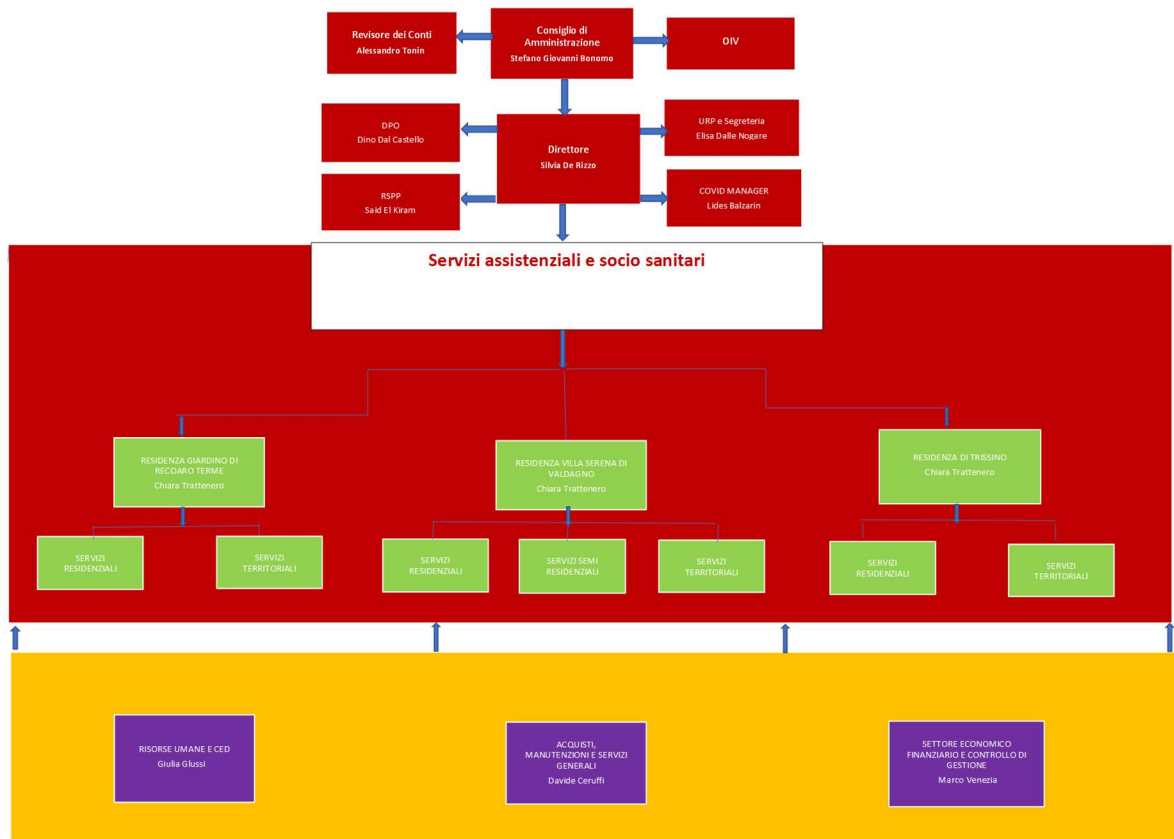 Revisore dei Conti
Alessandro Tonin
Consiglio di
Amministrazione
Stefano Giovanni Bonomo
OIV
DPO
Dino Dal Castello
Direttore
Silvia De Rizzo
URP e Segreteria
Elisa Dalle Nogare
RSPP
Said El Kiram
COVID MANAGER
Lides Balzarin
Servizi assistenziali e socio sanitari
RESIDENZA GIARDINO DI
RECOARO TERME
Chiara Trattenero
RESIDENZA VILLA SERENA DI
VALDAGNO
Chiara Trattenero
RESIDENZA DI TRISSINO
Chiara Trattenero
SERVIZI
RESIDENZIALI
SERVIZI
TERRITORIALI
SERVIZI
RESIDENZIALI
SERVIZI SEMI
RESIDENZIALI
SERVIZI
TERRITORIALI
SERVIZI
RESIDENZIALI
SERVIZI
TERRITORIALI
RISORSE UMANE E CED
Giulia Glussi
ACQUISTI,
MANUTENZIONI E SERVIZI
GENERALI
Davide Ceruffi
SETTORE ECONOMICO
FINANZIARIO E CONTROLLO DI
GESTIONE
Marco Venezia